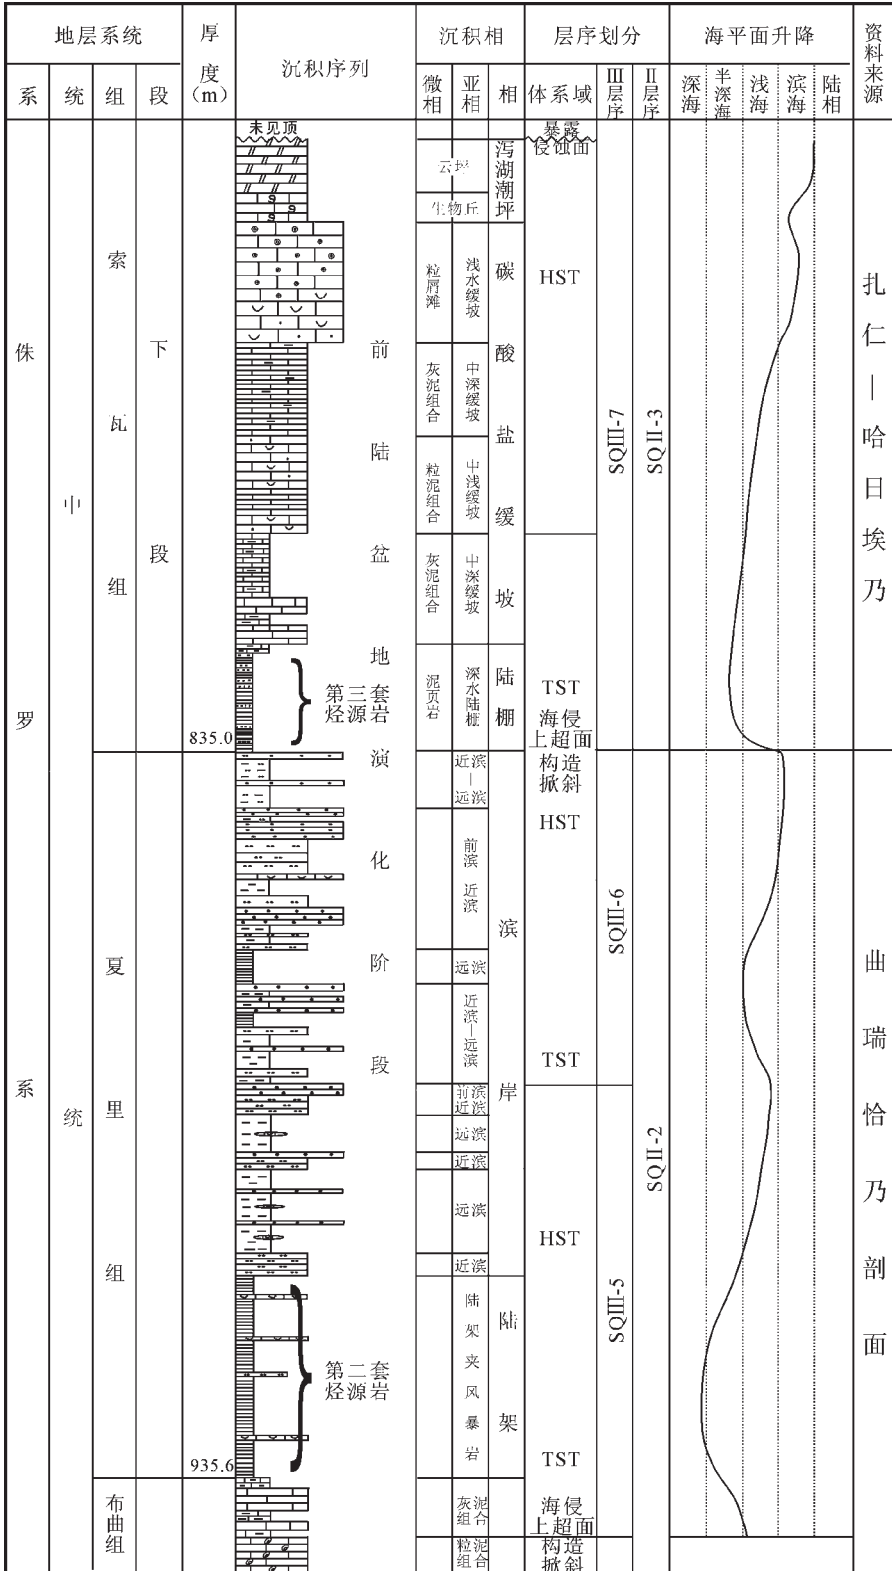 地层系统 厚度（m） 沉积序列 沉积相 层序划分 海平面升降 资料来源
系 统 组 段 微相 亚相 相 体系域 Ⅲ层序 Ⅱ层序 深海 半深海 浅海 滨海 陆相
侏罗系
中统
索瓦组
夏里组
布曲组
下段
835.0
935.6
未见顶
前陆盆地演化阶段
第三套
烃源岩
第二套
烃源岩
粒屑滩
灰泥组合
粒泥组合
灰泥组合
泥页岩
云坪
生物丘
浅水缓坡
中深缓坡
中浅缓坡
中深缓坡
深水陆棚
近滨—远滨
前滨
近滨
远滨
近滨—远滨
前滨
近滨
远滨
近滨
远滨
近滨
陆架夹风暴岩
灰泥
组合
粒泥
组合
泻湖潮坪
碳酸盐缓坡
陆棚
滨岸
陆架
暴露
侵蚀面
HST
TST
海侵
上超面
构造
掀斜
HST
TST
HST
TST
海侵
上超面
构造
掀斜
SQⅢ-7
SQⅢ-6
SQⅢ-5
SQⅡ-3
SQⅡ-2
扎仁—哈日埃乃
曲瑞恰乃剖面